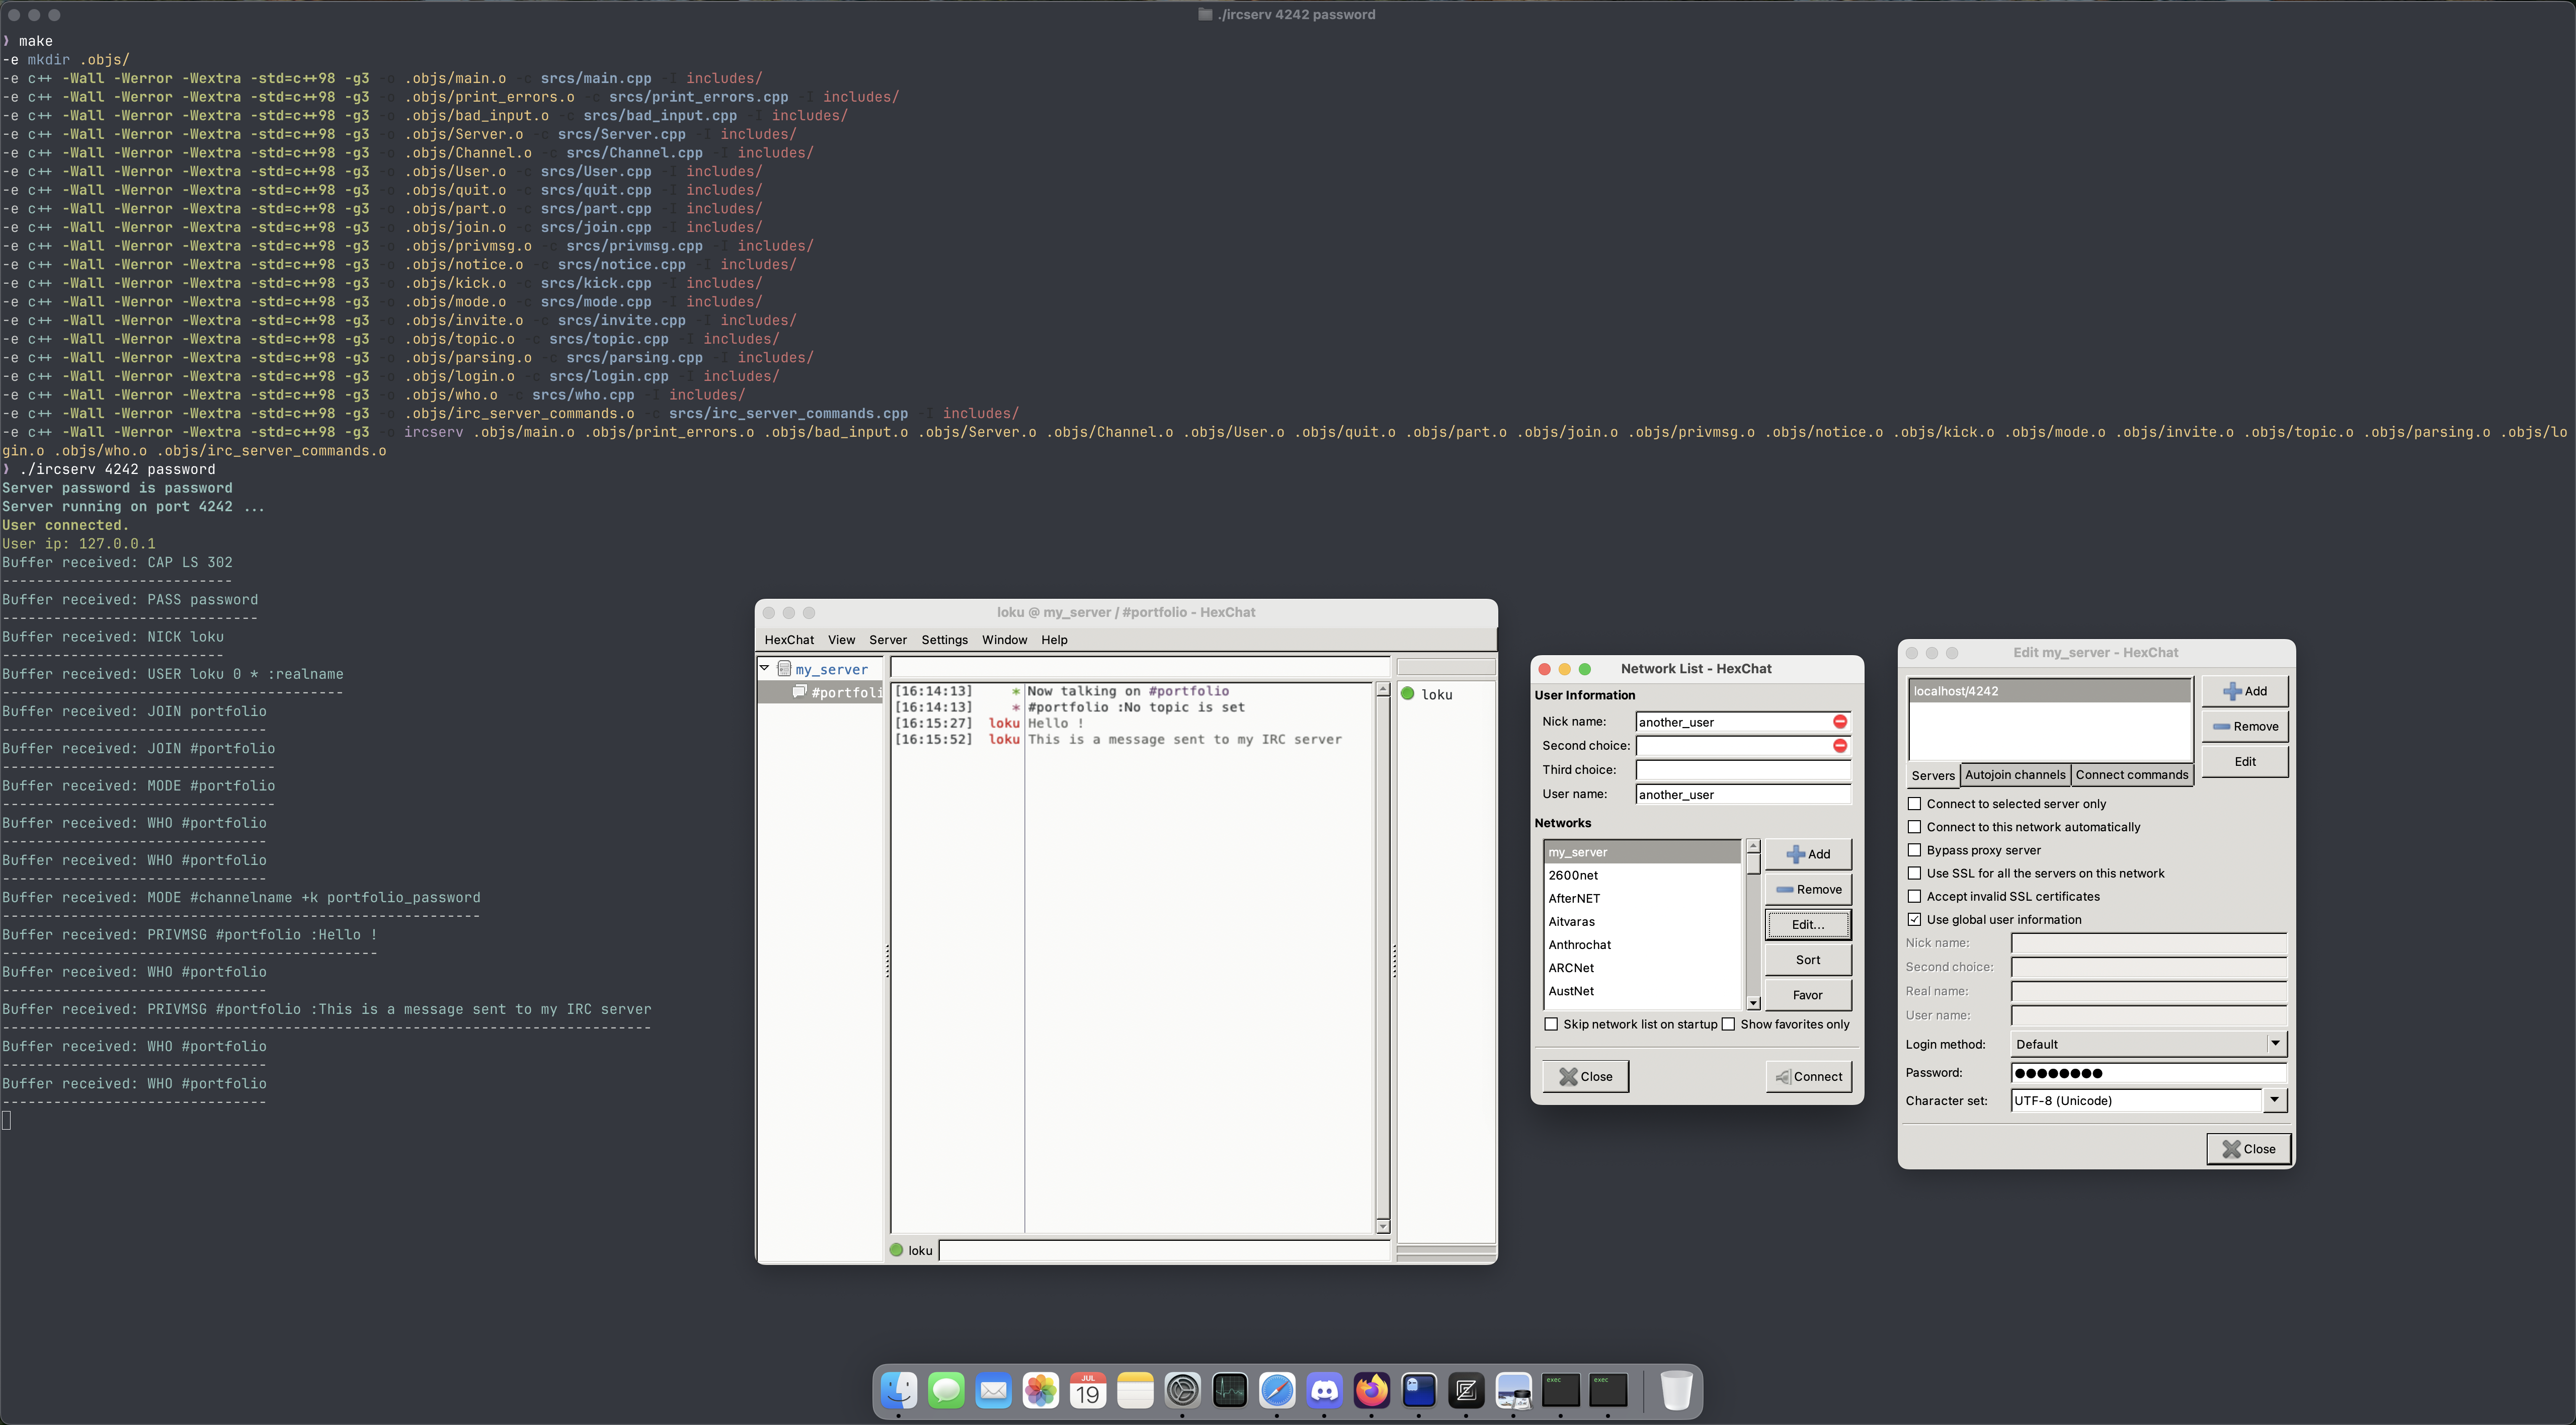 ./ircserv 4242 password
❫ make
-e mkdir .objs/
-e c++ -Wall -Werror -Wextra -std=c++98 -g3 -o .objs/main.o -c srcs/main.cpp -I includes/
-e c++ -Wall -Werror -Wextra -std=c++98 -g3 -o .objs/print_errors.o -c srcs/print_errors.cpp -I includes/
-e c++ -Wall -Werror -Wextra -std=c++98 -g3 -o .objs/bad_input.o -c srcs/bad_input.cpp -I includes/
-e c++ -Wall -Werror -Wextra -std=c++98 -g3 -o .objs/Server.o -c srcs/Server.cpp -I includes/
-e c++ -Wall -Werror -Wextra -std=c++98 -g3 -o .objs/Channel.o -c srcs/Channel.cpp -I includes/
-e c++ -Wall -Werror -Wextra -std=c++98 -g3 -o .objs/User.o -c srcs/User.cpp -I includes/
-e c++ -Wall -Werror -Wextra -std=c++98 -g3 -o .objs/quit.o -c srcs/quit.cpp -I includes/
-e c++ -Wall -Werror -Wextra -std=c++98 -g3 -o .objs/part.o -c srcs/part.cpp -I includes/
-e c++ -Wall -Werror -Wextra -std=c++98 -g3 -o .objs/join.o -c srcs/join.cpp -I includes/
-e c++ -Wall -Werror -Wextra -std=c++98 -g3 -o .objs/privmsg.o -c srcs/privmsg.cpp -I includes/
-e c++ -Wall -Werror -Wextra -std=c++98 -g3 -o .objs/notice.o -c srcs/notice.cpp -I includes/
-e c++ -Wall -Werror -Wextra -std=c++98 -g3 -o .objs/kick.o -c srcs/kick.cpp -I includes/
-e c++ -Wall -Werror -Wextra -std=c++98 -g3 -o .objs/mode.o -c srcs/mode.cpp -I includes/
-e c++ -Wall -Werror -Wextra -std=c++98 -g3 -o .objs/invite.o -c srcs/invite.cpp -I includes/
-e c++ -Wall -Werror -Wextra -std=c++98 -g3 -o .objs/topic.o -c srcs/topic.cpp -I includes/
-e c++ -Wall -Werror -Wextra -std=c++98 -g3 -o .objs/parsing.o -c srcs/parsing.cpp -I includes/
-e c++ -Wall -Werror -Wextra -std=c++98 -g3 -o .objs/login.o -c srcs/login.cpp -I includes/
-e c++ -Wall -Werror -Wextra -std=c++98 -g3 -o .objs/who.o -c srcs/who.cpp -I includes/
-e c++ -Wall -Werror -Wextra -std=c++98 -g3 -o .objs/irc_server_commands.o -c srcs/irc_server_commands.cpp -I includes/
-e c++ -Wall -Werror -Wextra -std=c++98 -g3 -o ircserv .objs/main.o .objs/print_errors.o .objs/bad_input.o .objs/Server.o .objs/Channel.o .objs/User.o .objs/quit.o .objs/part.o .objs/join.o .objs/privmsg.o .objs/notice.o .objs/kick.o .objs/mode.o .objs/invite.o .objs/topic.o .objs/parsing.o .objs/lo
gin.o .objs/who.o .objs/irc_server_commands.o
❫ ./ircserv 4242 password
Server password is password
Server running on port 4242 ...
User connected.
User ip: 127.0.0.1
Buffer received: CAP LS 302
---------------------------
Buffer received: PASS password
------------------------------
Buffer received: NICK loku
--------------------------
Buffer received: USER loku 0 * :realname
----------------------------------------
Buffer received: JOIN portfolio
-------------------------------
Buffer received: JOIN #portfolio
--------------------------------
Buffer received: MODE #portfolio
--------------------------------
Buffer received: WHO #portfolio
-------------------------------
Buffer received: WHO #portfolio
-------------------------------
Buffer received: MODE #channelname +k portfolio_password
--------------------------------------------------------
Buffer received: PRIVMSG #portfolio :Hello !
--------------------------------------------
Buffer received: WHO #portfolio
-------------------------------
Buffer received: PRIVMSG #portfolio :This is a message sent to my IRC server
----------------------------------------------------------------------------
Buffer received: WHO #portfolio
-------------------------------
Buffer received: WHO #portfolio
-------------------------------
loku @ my_server / #portfolio - HexChat
HexChat View Server Settings Window Help
my_server
#portfoli
[16:14:13] * Now talking on #portfolio
[16:14:13] * #portfolio :No topic is set
[16:15:27] loku Hello !
[16:15:52] loku This is a message sent to my IRC server
loku
loku
Network List - HexChat
User Information
Nick name: another_user
Second choice:
Third choice:
User name: another_user
Networks
my_server
2600net
AfterNET
Aitvaras
Anthrochat
ARCNet
AustNet
Add
Remove
Edit...
Sort
Favor
Skip network list on startup Show favorites only
Close Connect
Edit my_server - HexChat
localhost/4242
Add
Remove
Edit
Servers Autojoin channels Connect commands
Connect to selected server only
Connect to this network automatically
Bypass proxy server
Use SSL for all the servers on this network
Accept invalid SSL certificates
Use global user information
Nick name:
Second choice:
Real name:
User name:
Login method: Default
Password: ●●●●●●●●
Character set: UTF-8 (Unicode)
Close
JUL
19
exec
exec